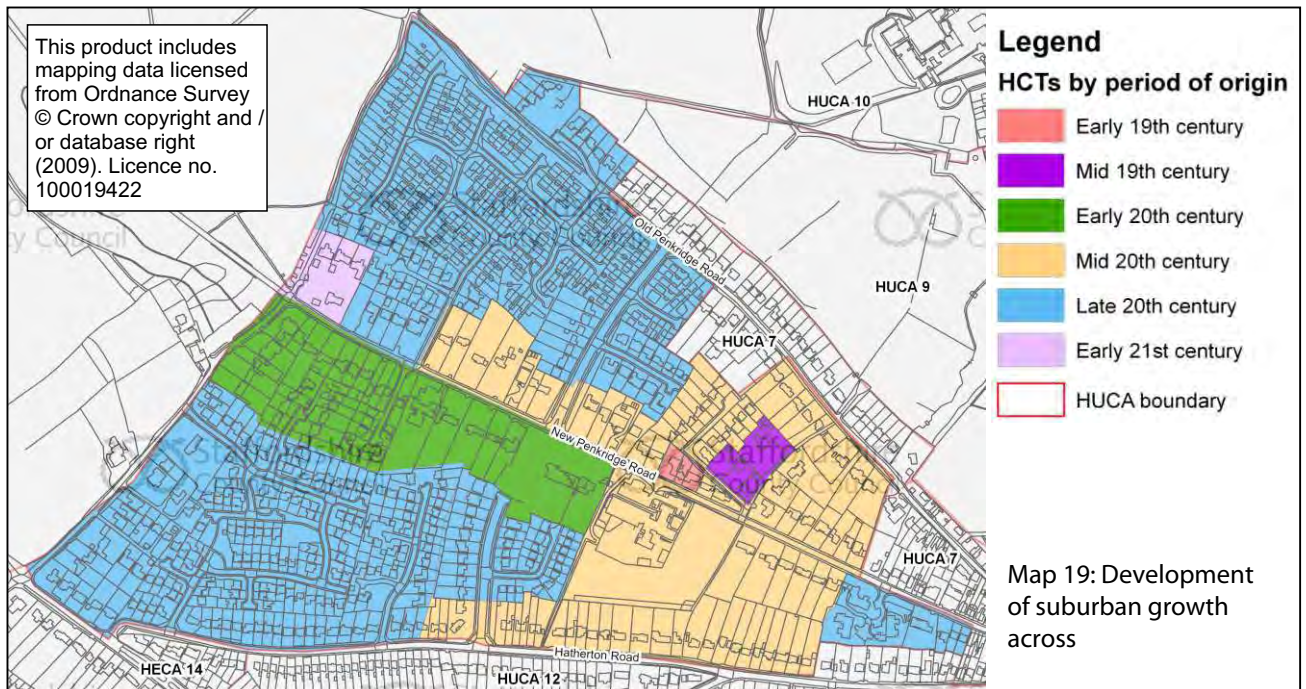 This product includes
mapping data licensed
from Ordnance Survey
© Crown copyright and /
or database right
(2009). Licence no.
100019422
Legend
HCTs by period of origin
Early 19th century
Mid 19th century
Early 20th century
Mid 20th century
Late 20th century
Early 21st century
HUCA boundary
HUCA 10
Old Penkridge Road
HUCA 9
HUCA 7
New Penkridge Road
HUCA 7
Hatherton Road
HECA 14
HUCA 12
Map 19: Development
of suburban growth
across
Staffordshire
County Council